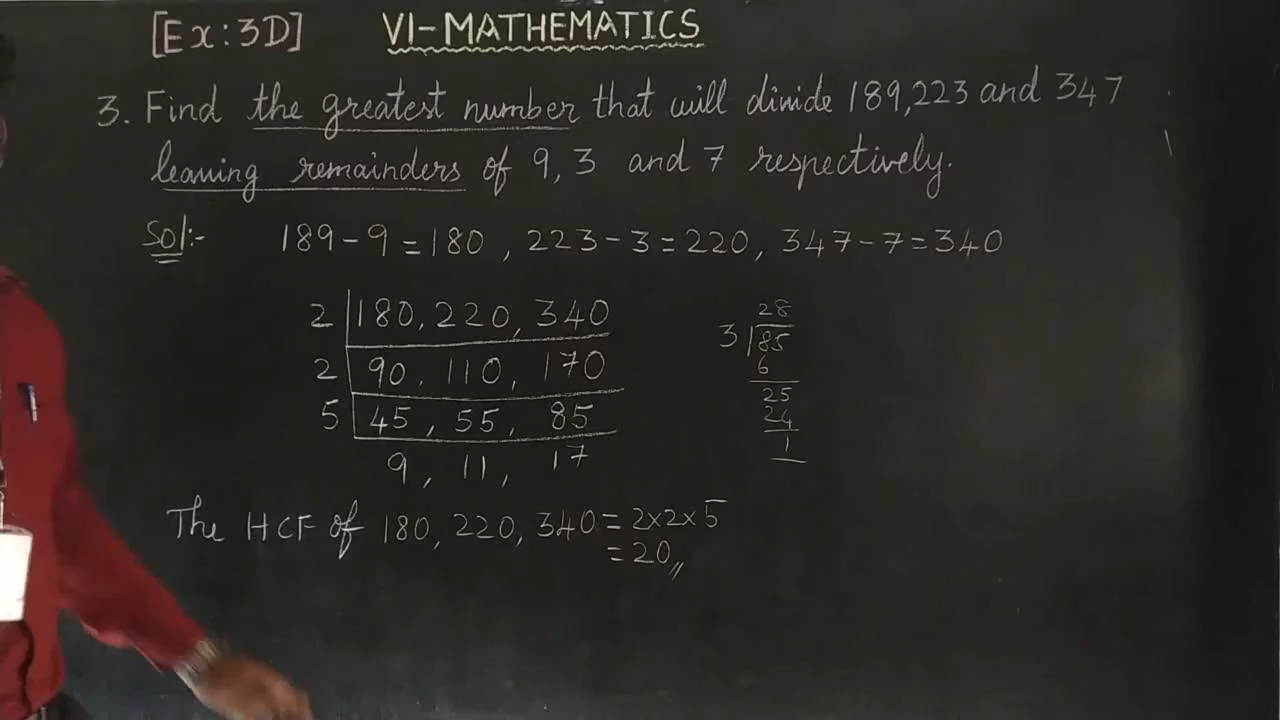 [Ex:3D] VI-MATHEMATICS
3. Find the greatest number that will divide 189,223 and 347
leaving remainders of 9, 3 and 7 respectively.
Sol:- 189-9=180, 223-3=220, 347-7=340
2 180, 220, 340
2 90, 110, 170
5 45, 55, 85
9, 11, 17
28
3 85
6
25
24
1
The HCF of 180, 220, 340 = 2×2×5
= 20,,